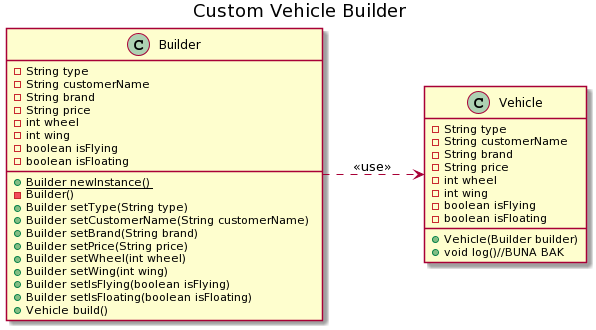 Custom Vehicle Builder
C Builder
String type
String customerName
String brand
String price
int wheel
int wing
boolean isFlying
boolean isFloating
Builder newInstance()
Builder()
Builder setType(String type)
Builder setCustomerName(String customerName)
Builder setBrand(String brand)
Builder setPrice(String price)
Builder setWheel(int wheel)
Builder setWing(int wing)
Builder setIsFlying(boolean isFlying)
Builder setIsFloating(boolean isFloating)
Vehicle build()
«use»
C Vehicle
String type
String customerName
String brand
String price
int wheel
int wing
boolean isFlying
boolean isFloating
Vehicle(Builder builder)
void log()//BUNA BAK